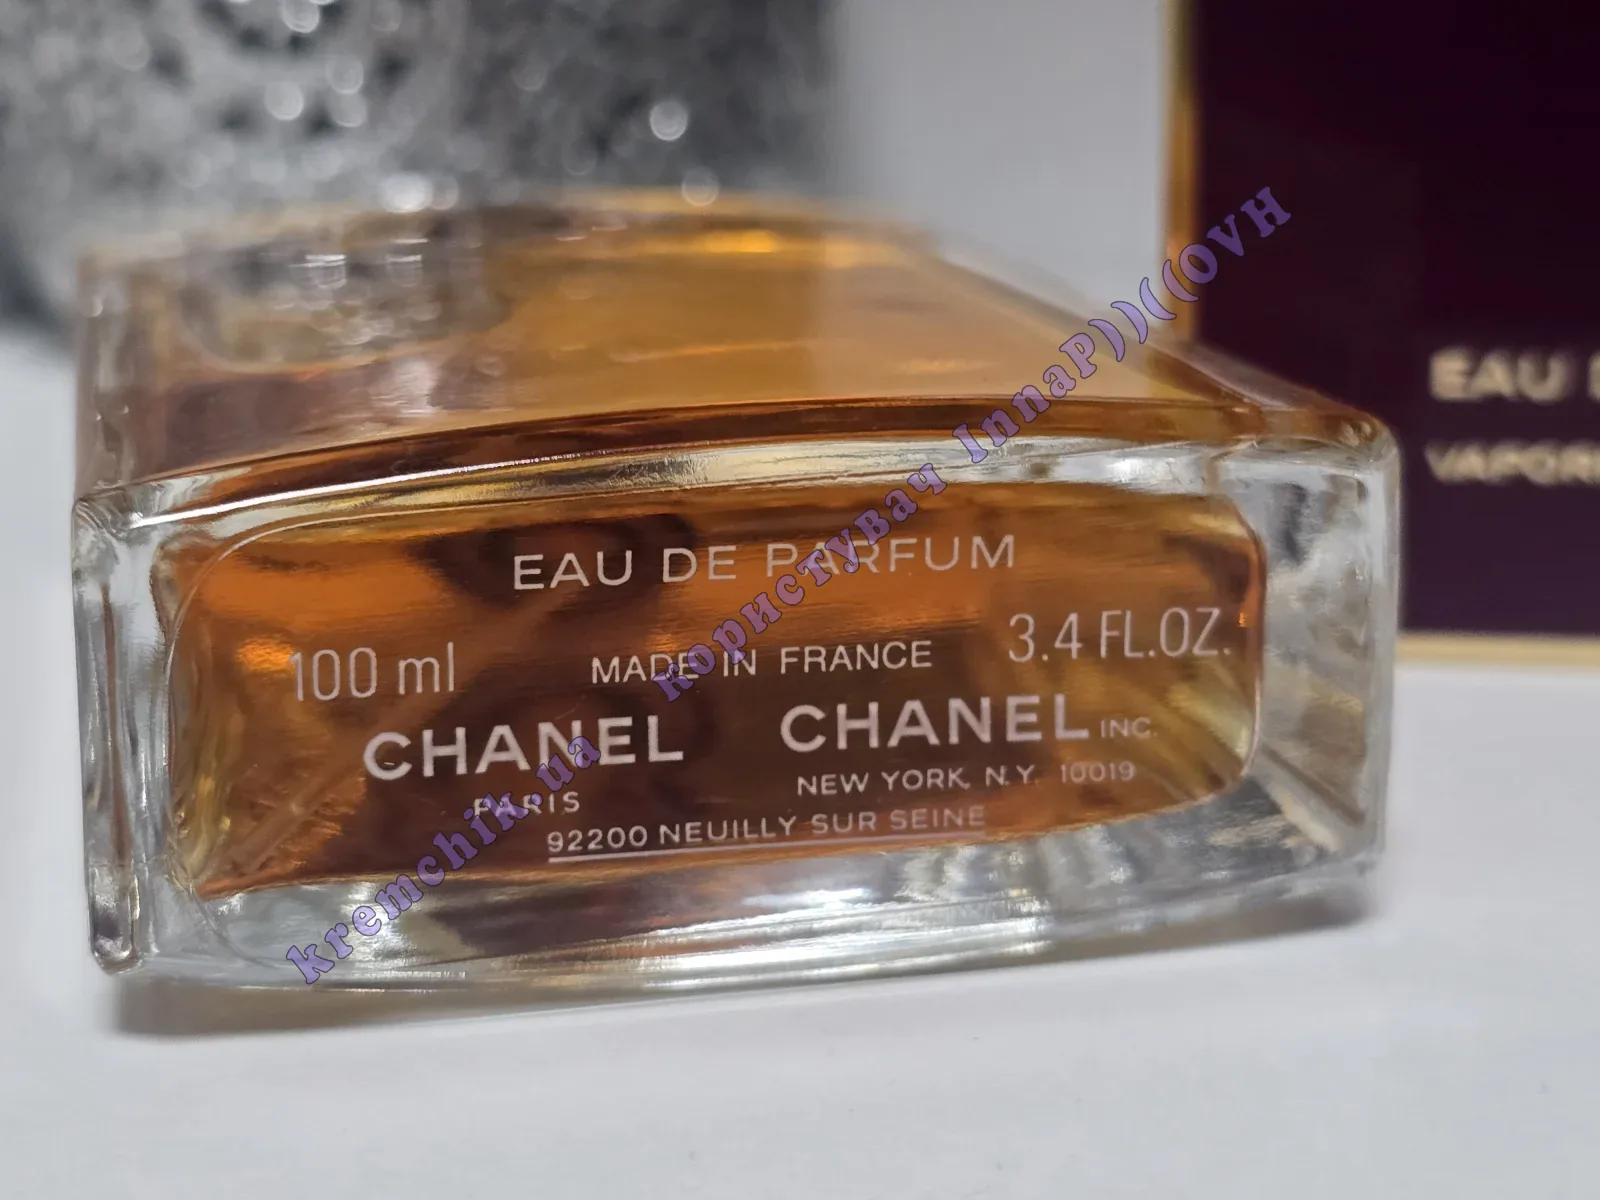 EAU DE PARFUM
100 ml MADE IN FRANCE 3.4 FL.OZ.
CHANEL CHANEL INC.
PARIS NEW YORK, N.Y. 10019
92200 NEUILLY SUR SEINE
EAU
kremchik.ua користувач InnaP))((OVH